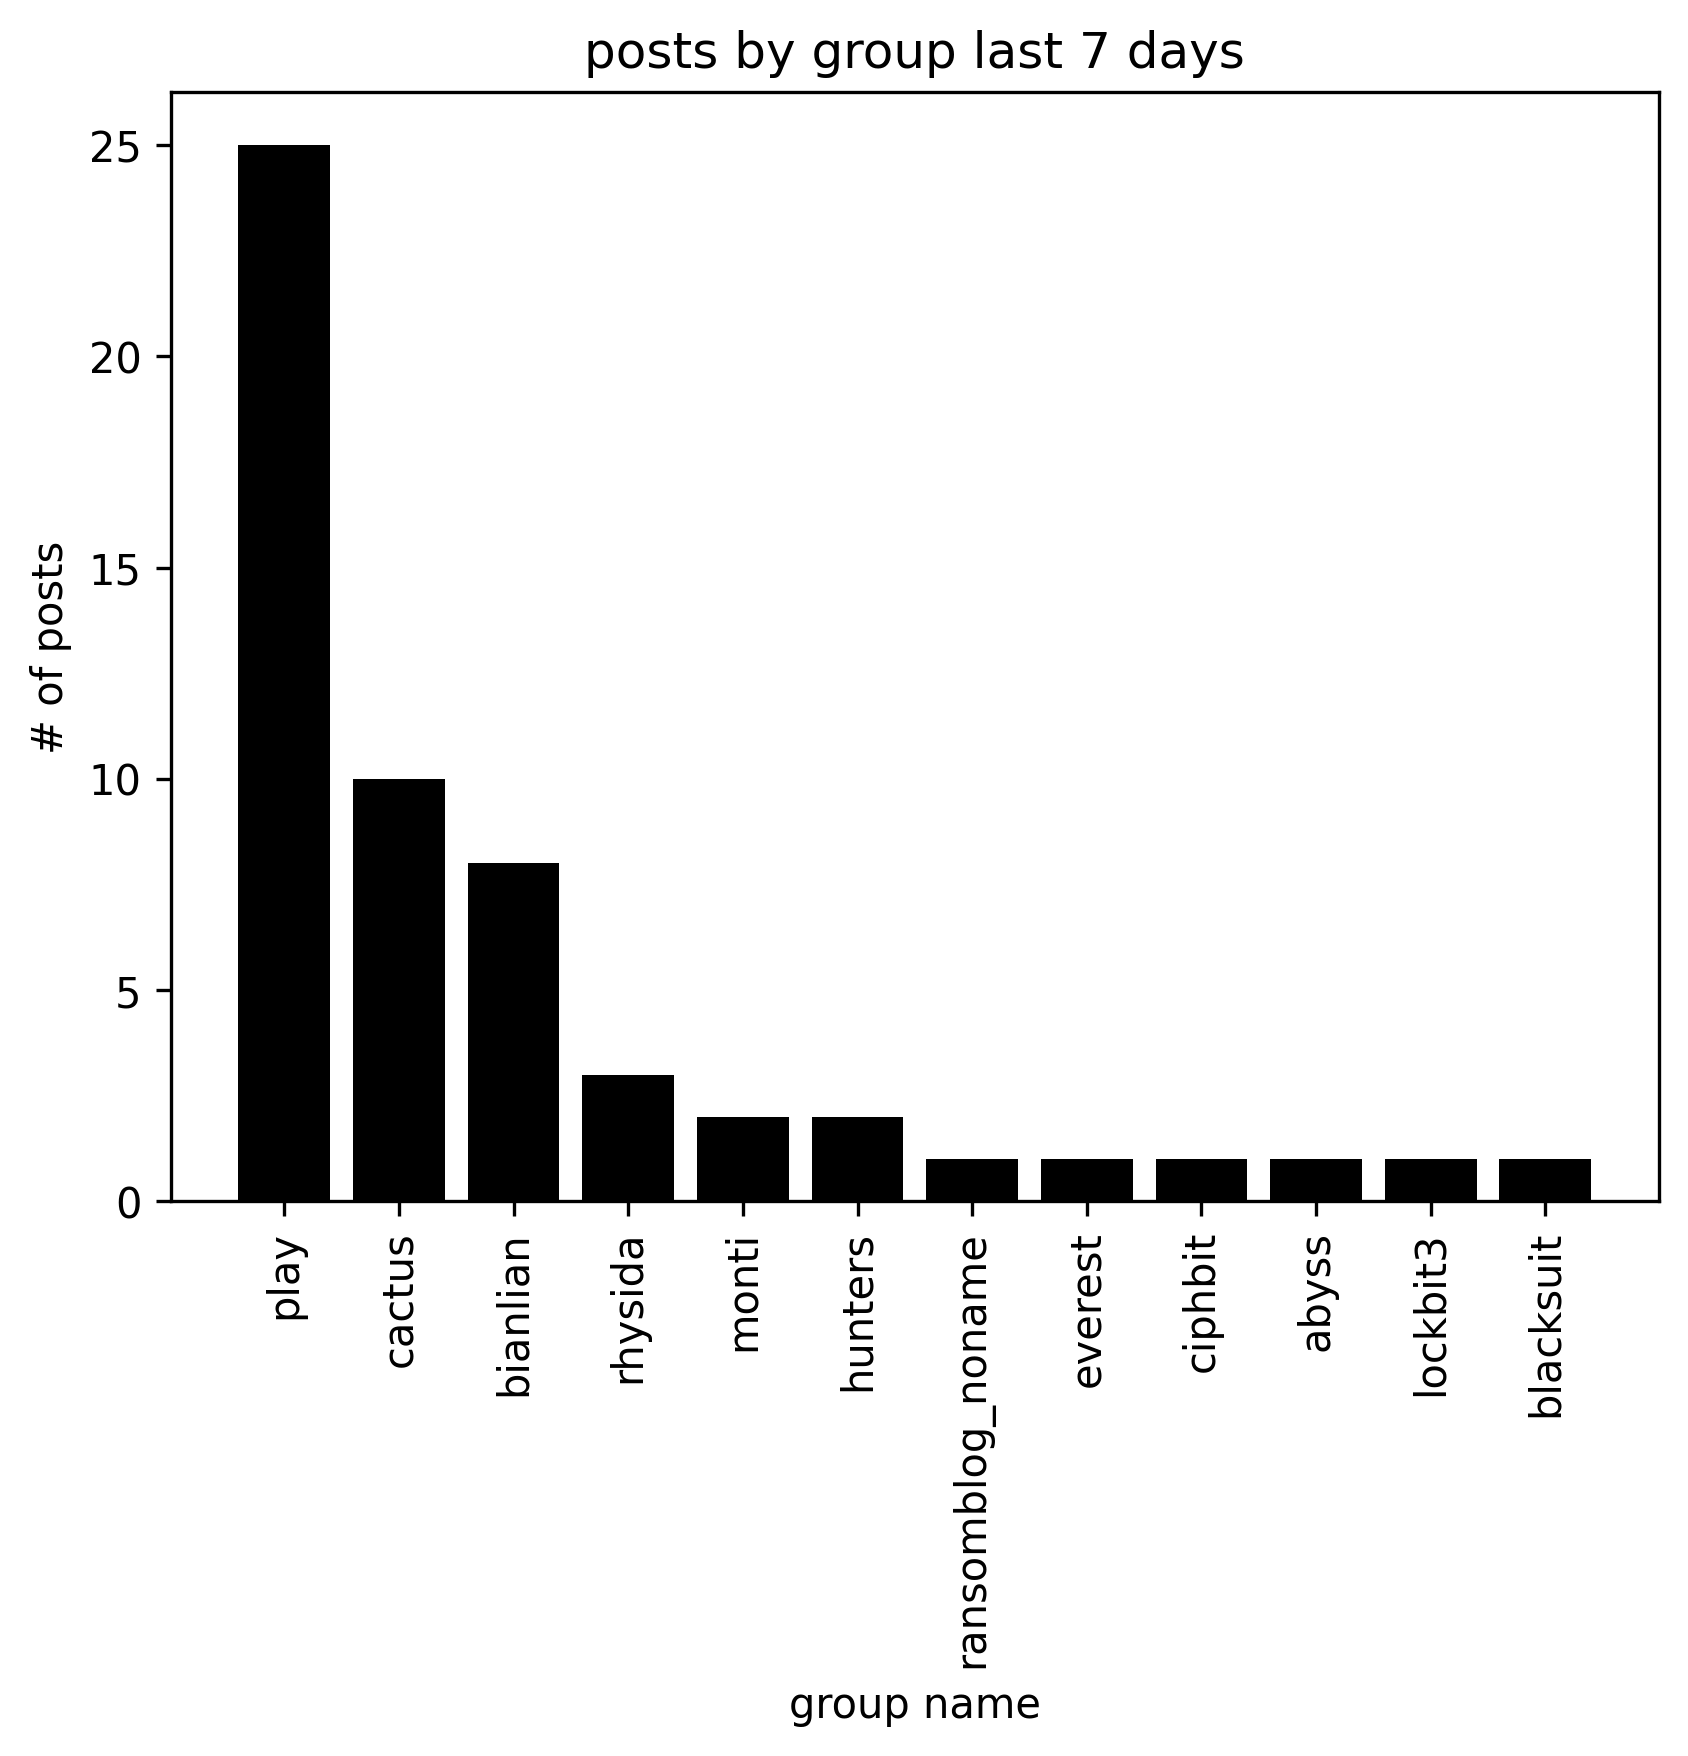 posts by group last 7 days
# of posts
25
20
15
10
5
0
play
cactus
bianlian
rhysida
monti
hunters
ransomblog_noname
everest
ciphbit
abyss
lockbit3
blacksuit
group name